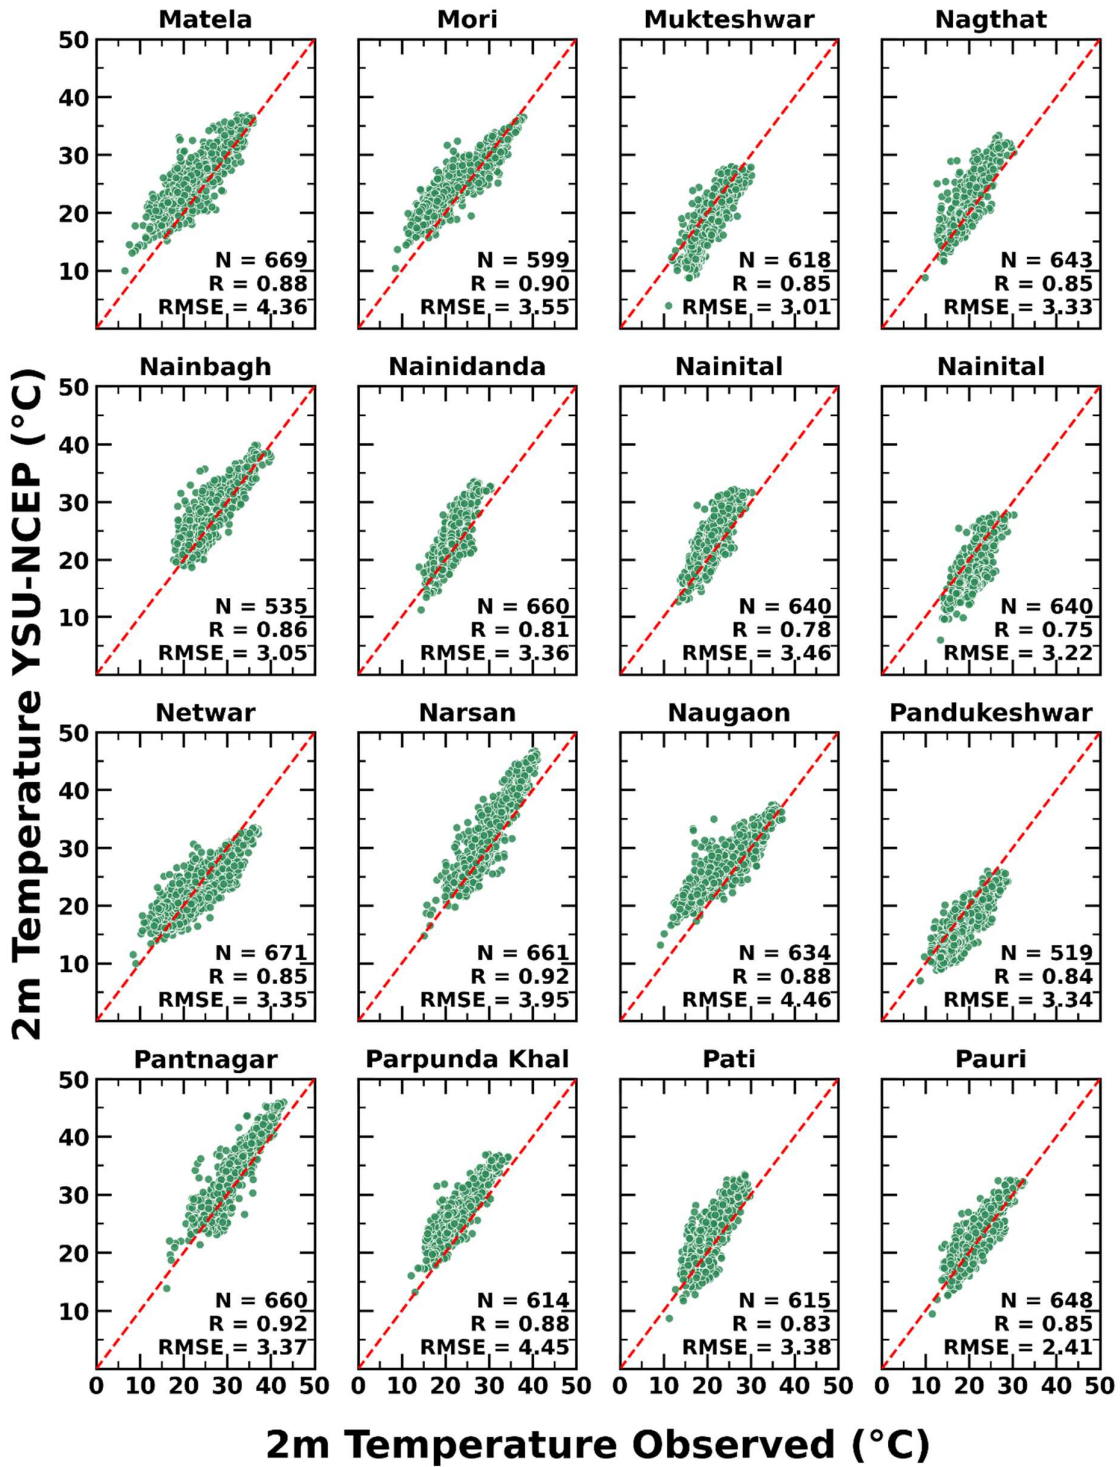 Matela
Mori
Mukteshwar
Nagthat
50
40
30
20
10
N = 669
R = 0.88
RMSE = 4.36
N = 599
R = 0.90
RMSE = 3.55
N = 618
R = 0.85
RMSE = 3.01
N = 643
R = 0.85
RMSE = 3.33
2m Temperature YSU-NCEP (°C)
Nainbagh
Nainidanda
Nainital
Nainital
50
40
30
20
10
N = 535
R = 0.86
RMSE = 3.05
N = 660
R = 0.81
RMSE = 3.36
N = 640
R = 0.78
RMSE = 3.46
N = 640
R = 0.75
RMSE = 3.22
Netwar
Narsan
Naugaon
Pandukeshwar
50
40
30
20
10
N = 671
R = 0.85
RMSE = 3.35
N = 661
R = 0.92
RMSE = 3.95
N = 634
R = 0.88
RMSE = 4.46
N = 519
R = 0.84
RMSE = 3.34
Pantnagar
Parpunda Khal
Pati
Pauri
50
40
30
20
10
N = 660
R = 0.92
RMSE = 3.37
N = 614
R = 0.88
RMSE = 4.45
N = 615
R = 0.83
RMSE = 3.38
N = 648
R = 0.85
RMSE = 2.41
0 10 20 30 40 50
0 10 20 30 40 50
0 10 20 30 40 50
0 10 20 30 40 50
2m Temperature Observed (°C)